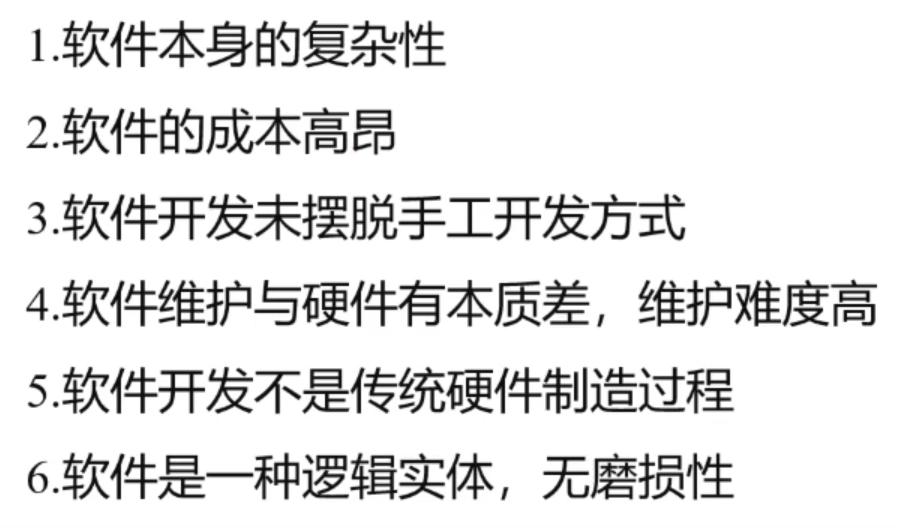 1.软件本身的复杂性
2.软件的成本高昂
3.软件开发未摆脱手工开发方式
4.软件维护与硬件有本质差，维护难度高
5.软件开发不是传统硬件制造过程
6.软件是一种逻辑实体，无磨损性